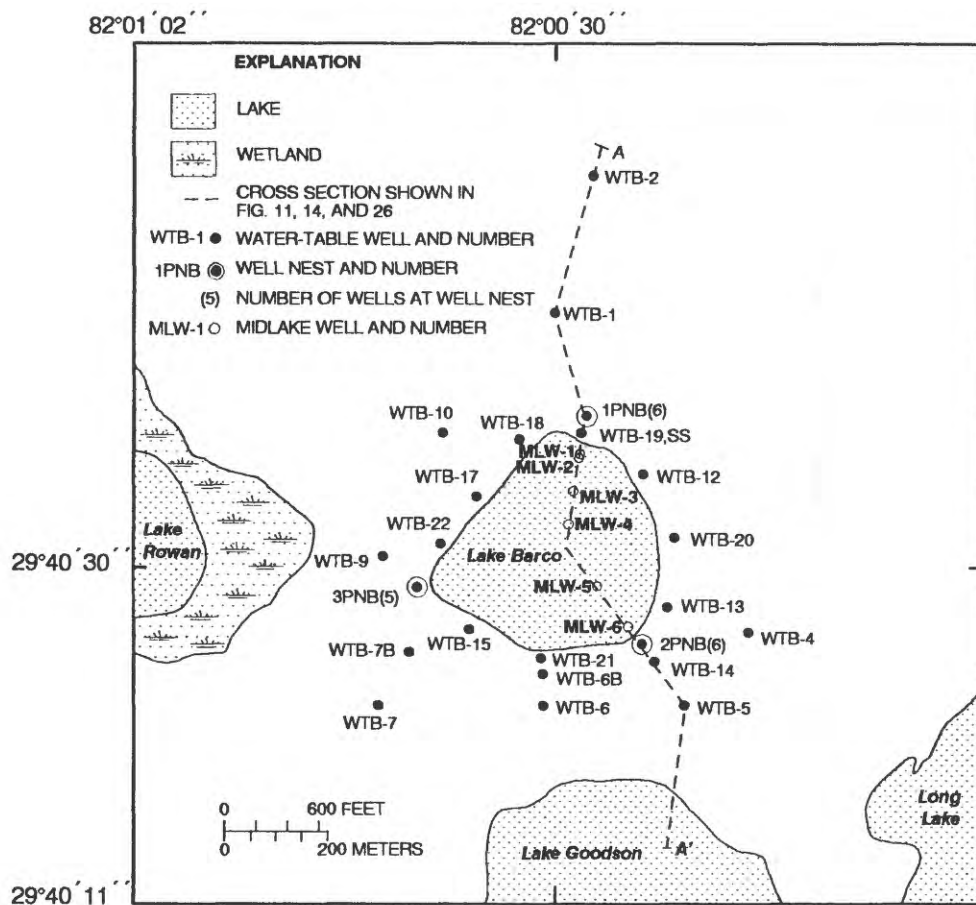 82°01´02´´
82°00´30´´
EXPLANATION
LAKE
WETLAND
CROSS SECTION SHOWN IN
FIG. 11, 14, AND 26
WTB-1 WATER-TABLE WELL AND NUMBER
1PNB WELL NEST AND NUMBER
(5) NUMBER OF WELLS AT WELL NEST
MLW-1 MIDLAKE WELL AND NUMBER
A
WTB-2
WTB-1
1PNB(6)
WTB-10
WTB-18
WTB-19,SS
MLW-1
MLW-2
WTB-12
WTB-17
MLW-3
MLW-4
WTB-22
WTB-20
Lake
Rowan
Lake Barco
WTB-9
29°40´30´´
3PNB(5)
MLW-5
WTB-13
MLW-6
WTB-4
WTB-15
2PNB(6)
WTB-7B
WTB-21
WTB-14
WTB-6B
WTB-7
WTB-6
WTB-5
0 600 FEET
0 200 METERS
Long
Lake
Lake Goodson
A'
29°40´11´´